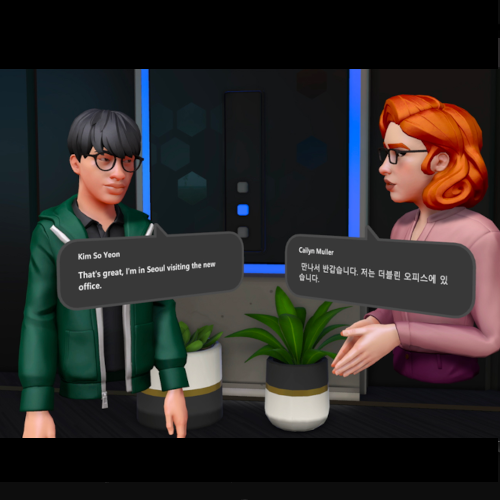 Kim So Yeon
That's great, I'm in Seoul visiting the new
office.
Cailyn Muller
만나서 반갑습니다. 저는 더블린 오피스에 있
습니다.